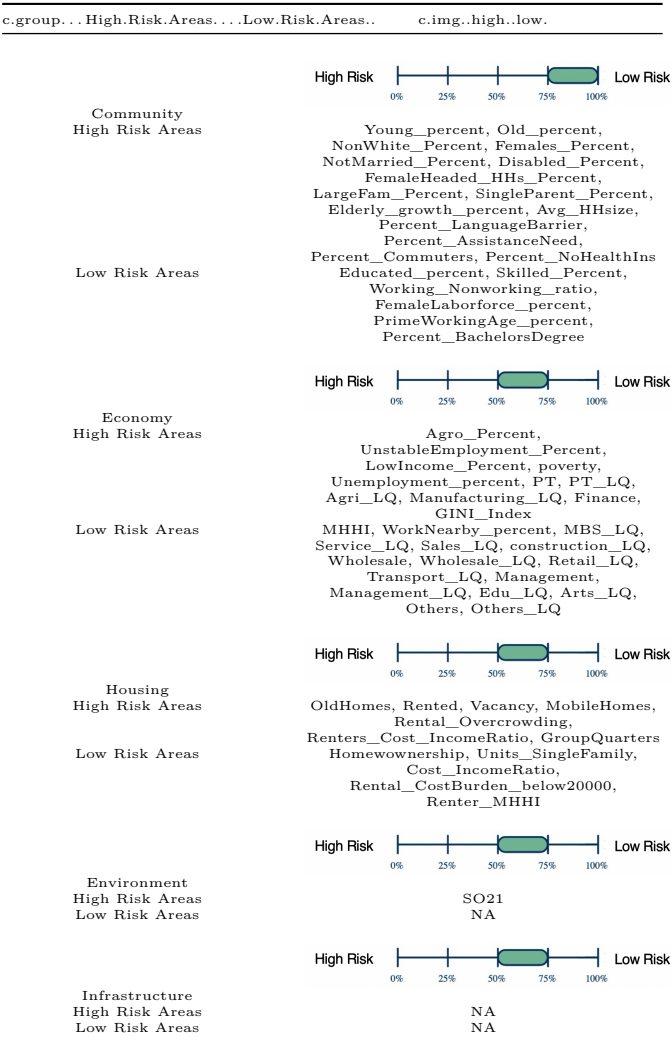 c.group... High.Risk.Areas....Low.Risk.Areas.. c.img..high..low.
High Risk Low Risk
0% 25% 50% 75% 100%
Community
High Risk Areas Young_percent, Old_percent,
NonWhite_Percent, Females_Percent,
NotMarried_Percent, Disabled_Percent,
FemaleHeaded_HHs_Percent,
LargeFam_Percent, SingleParent_Percent,
Elderly_growth_percent, Avg_HHsize,
Percent_LanguageBarrier,
Percent_AssistanceNeed,
Percent_Commuters, Percent_NoHealthIns
Low Risk Areas Educated_percent, Skilled_Percent,
Working_Nonworking_ratio,
FemaleLaborforce_percent,
PrimeWorkingAge_percent,
Percent_BachelorsDegree
High Risk Low Risk
0% 25% 50% 75% 100%
Economy
High Risk Areas Agro_Percent,
UnstableEmployment_Percent,
LowIncome_Percent, poverty,
Unemployment_percent, PT, PT_LQ,
Agri_LQ, Manufacturing_LQ, Finance,
GINI_Index
Low Risk Areas MHHI, WorkNearby_percent, MBS_LQ,
Service_LQ, Sales_LQ, construction_LQ,
Wholesale, Wholesale_LQ, Retail_LQ,
Transport_LQ, Management,
Management_LQ, Edu_LQ, Arts_LQ,
Others, Others_LQ
High Risk Low Risk
0% 25% 50% 75% 100%
Housing
High Risk Areas OldHomes, Rented, Vacancy, MobileHomes,
Rental_Overcrowding,
Renters_Cost_IncomeRatio, GroupQuarters
Low Risk Areas Homewownership, Units_SingleFamily,
Cost_IncomeRatio,
Rental_CostBurden_below20000,
Renter_MHHI
High Risk Low Risk
0% 25% 50% 75% 100%
Environment
High Risk Areas SO21
Low Risk Areas NA
High Risk Low Risk
0% 25% 50% 75% 100%
Infrastructure
High Risk Areas NA
Low Risk Areas NA